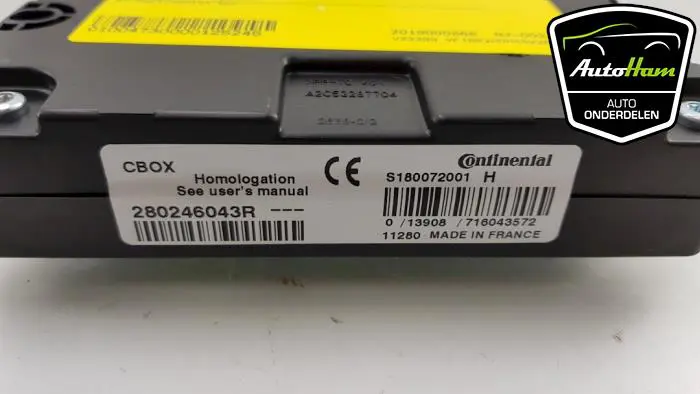 AutoHam
AUTO
ONDERDELEN
A2C53287704
CBOX
Homologation
See user's manual
280246043R ---
CE
Continental
S180072001 H
0 /13908 /716043572
11280 MADE IN FRANCE